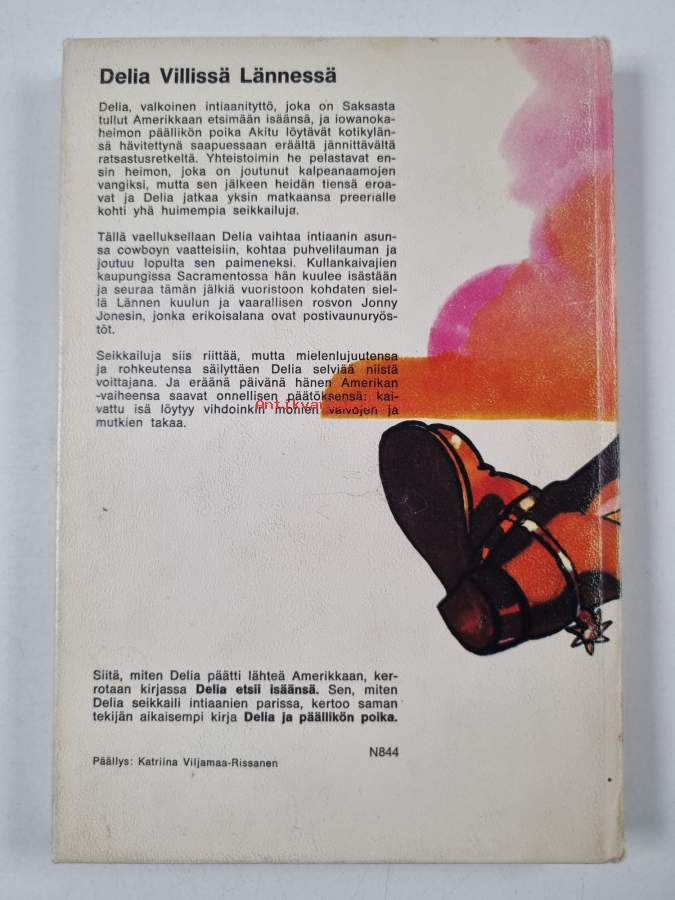 Delia Villissä Lännessä
Delia, valkoinen intiaanityttö, joka on Saksasta
tullut Amerikkaan etsimään isäänsä, ja iowanoka-
heimon päällikön poika Akitu löytävät kotikylän-
sä hävitettynä saapuessaan eräältä jännittävältä
ratsastusretkeltä. Yhteistoimin he pelastavat en-
sin heimon, joka on joutunut kalpeanaamojen
vangiksi, mutta sen jälkeen heidän tiensä eroa-
vat ja Delia jatkaa yksin matkaansa preerialle
kohti yhä huimempia seikkailuja.
Tällä vaelluksellaan Delia vaihtaa intiaanin asun-
sa cowboyn vaatteisiin, kohtaa puhvelilauman ja
joutuu lopulta sen paimeneksi. Kullankaivajien
kaupungissa Sacramentossa hän kuulee isästään
ja seuraa tämän jälkiä vuoristoon kohdaten siel-
lä Lännen kuulun ja vaarallisen rosvon Jonny
Jonesin, jonka erikoisalana ovat postivaunuryös-
töt.
Seikkailuja siis riittää, mutta mielenlujuutensa
ja rohkeutensa säilyttäen Delia selviää niistä
voittajana. Ja eräänä päivänä hänen Amerikan
-vaiheensa saavat onnellisen päätöksensä: kai-
vattu isä löytyy vihdoinkin monien vaivojen ja
mutkien takaa.
Siitä, miten Delia päätti lähteä Amerikkaan, ker-
rotaan kirjassa Delia etsii isäänsä. Sen, miten
Delia seikkaili intiaanien parissa, kertoo saman
tekijän aikaisempi kirja Delia ja päällikön poika.
N844
Päällys: Katriina Viljamaa-Rissanen